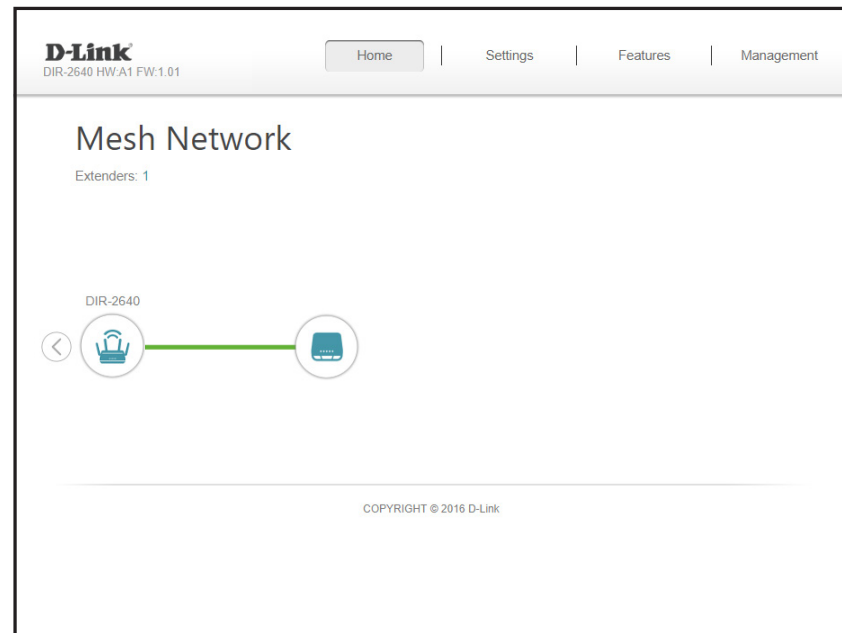 D-Link
DIR-2640 HW:A1 FW:1.01
Home
Settings
Features
Management
Mesh Network
Extenders: 1
DIR-2640
COPYRIGHT © 2016 D-Link